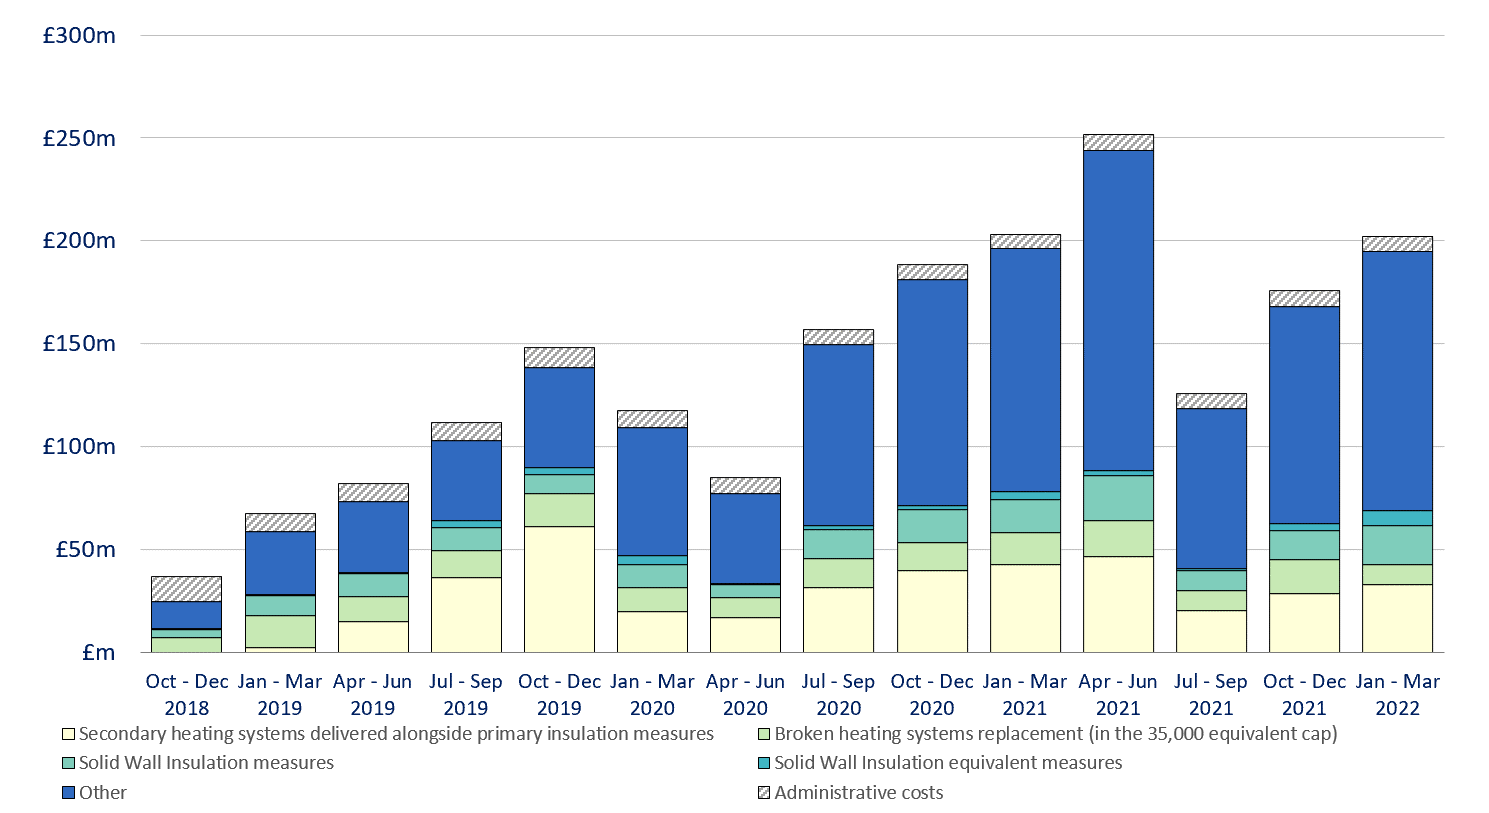 £300m
£250m
£200m
£150m
£100m
£50m
£m
Oct - Dec Jan - Mar Apr - Jun Jul - Sep Oct - Dec Jan - Mar Apr - Jun Jul - Sep Oct - Dec Jan - Mar Apr - Jun Jul - Sep Oct - Dec Jan - Mar
2018 2019 2019 2019 2019 2020 2020 2020 2020 2021 2021 2021 2021 2022
Secondary heating systems delivered alongside primary insulation measures
Broken heating systems replacement (in the 35,000 equivalent cap)
Solid Wall Insulation measures
Solid Wall Insulation equivalent measures
Other
Administrative costs